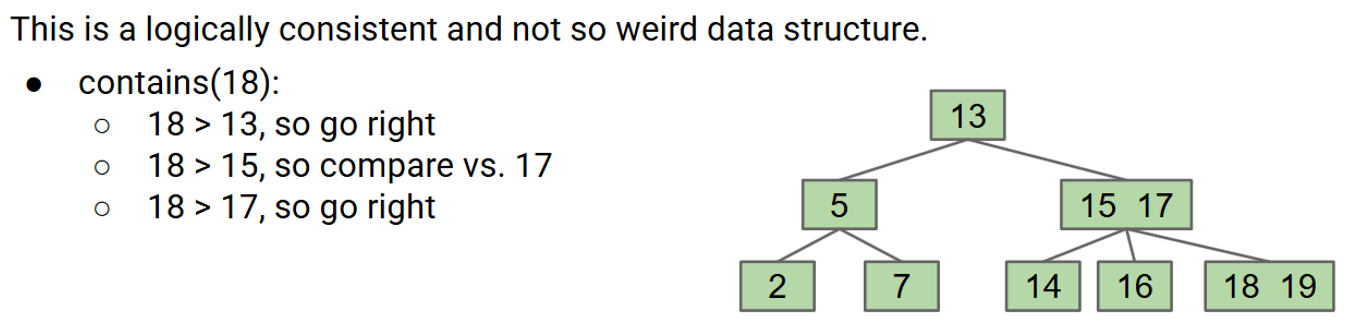 This is a logically consistent and not so weird data structure.
● contains(18):
○ 18 > 13, so go right
○ 18 > 15, so compare vs. 17
○ 18 > 17, so go right
13
5
15 17
2
7
14
16
18 19